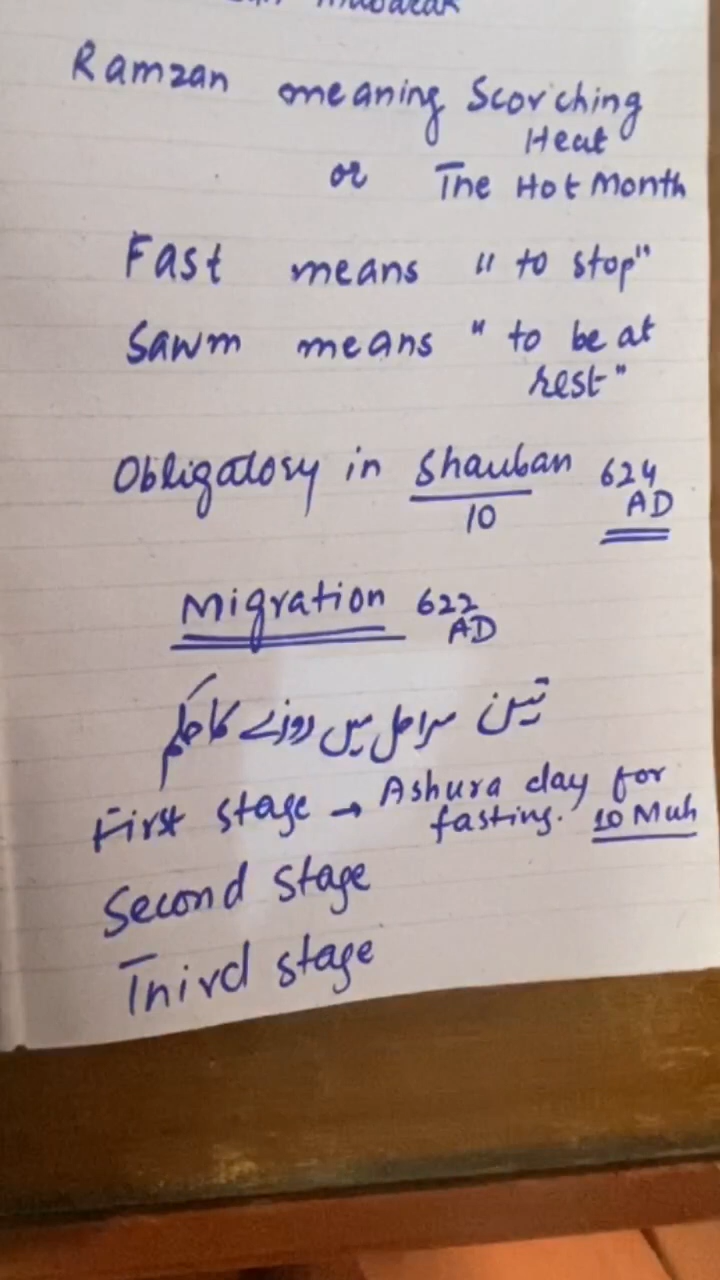 Mubarak
Ramzan meaning Scorching
Heat
or The Hot Month
Fast means "to stop"
Sawm means "to be at
rest"
Obligatory in Shauban 624
10 AD
Migration 622
AD
تین مراحل میں روزے کا حکم
First stage → Ashura day for
fasting. 10 Muh
Second stage
Third stage